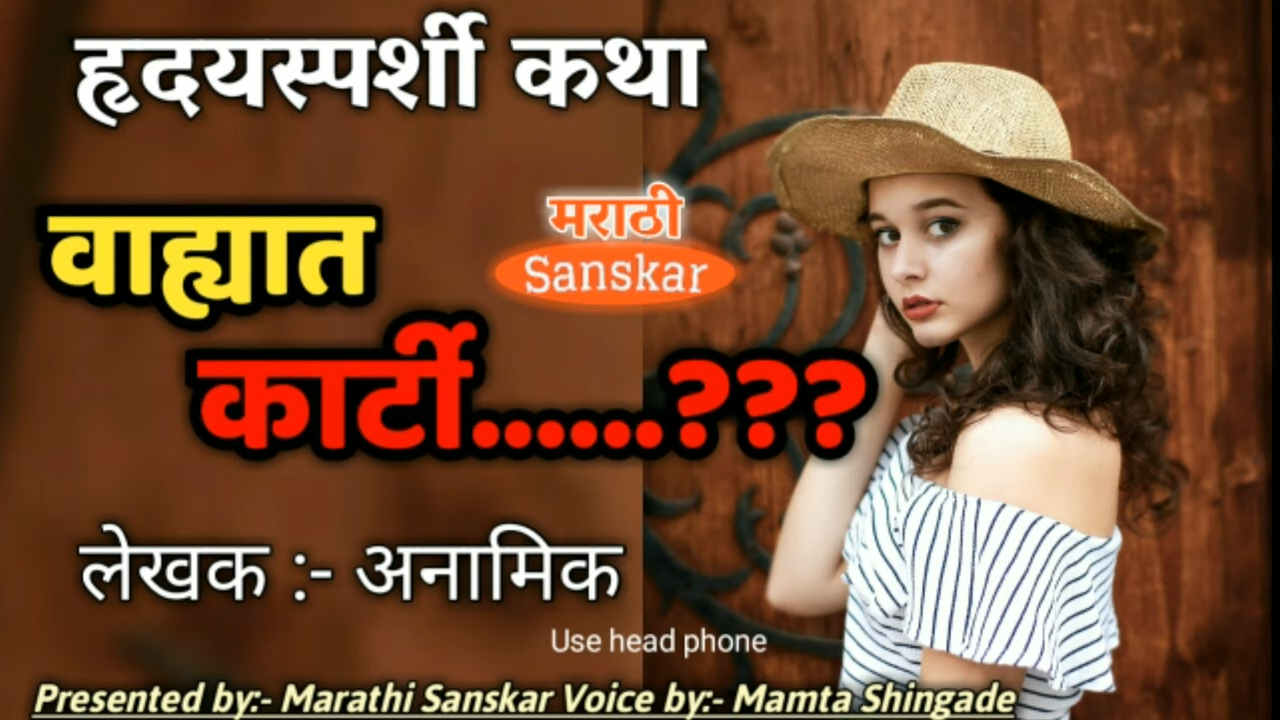 हृदयस्पर्शी कथा
मराठी
Sanskar
वाह्यात
कार्टी......???
लेखक :- अनामिक
Use head phone
Presented by:- Marathi Sanskar Voice by:- Mamta Shingade